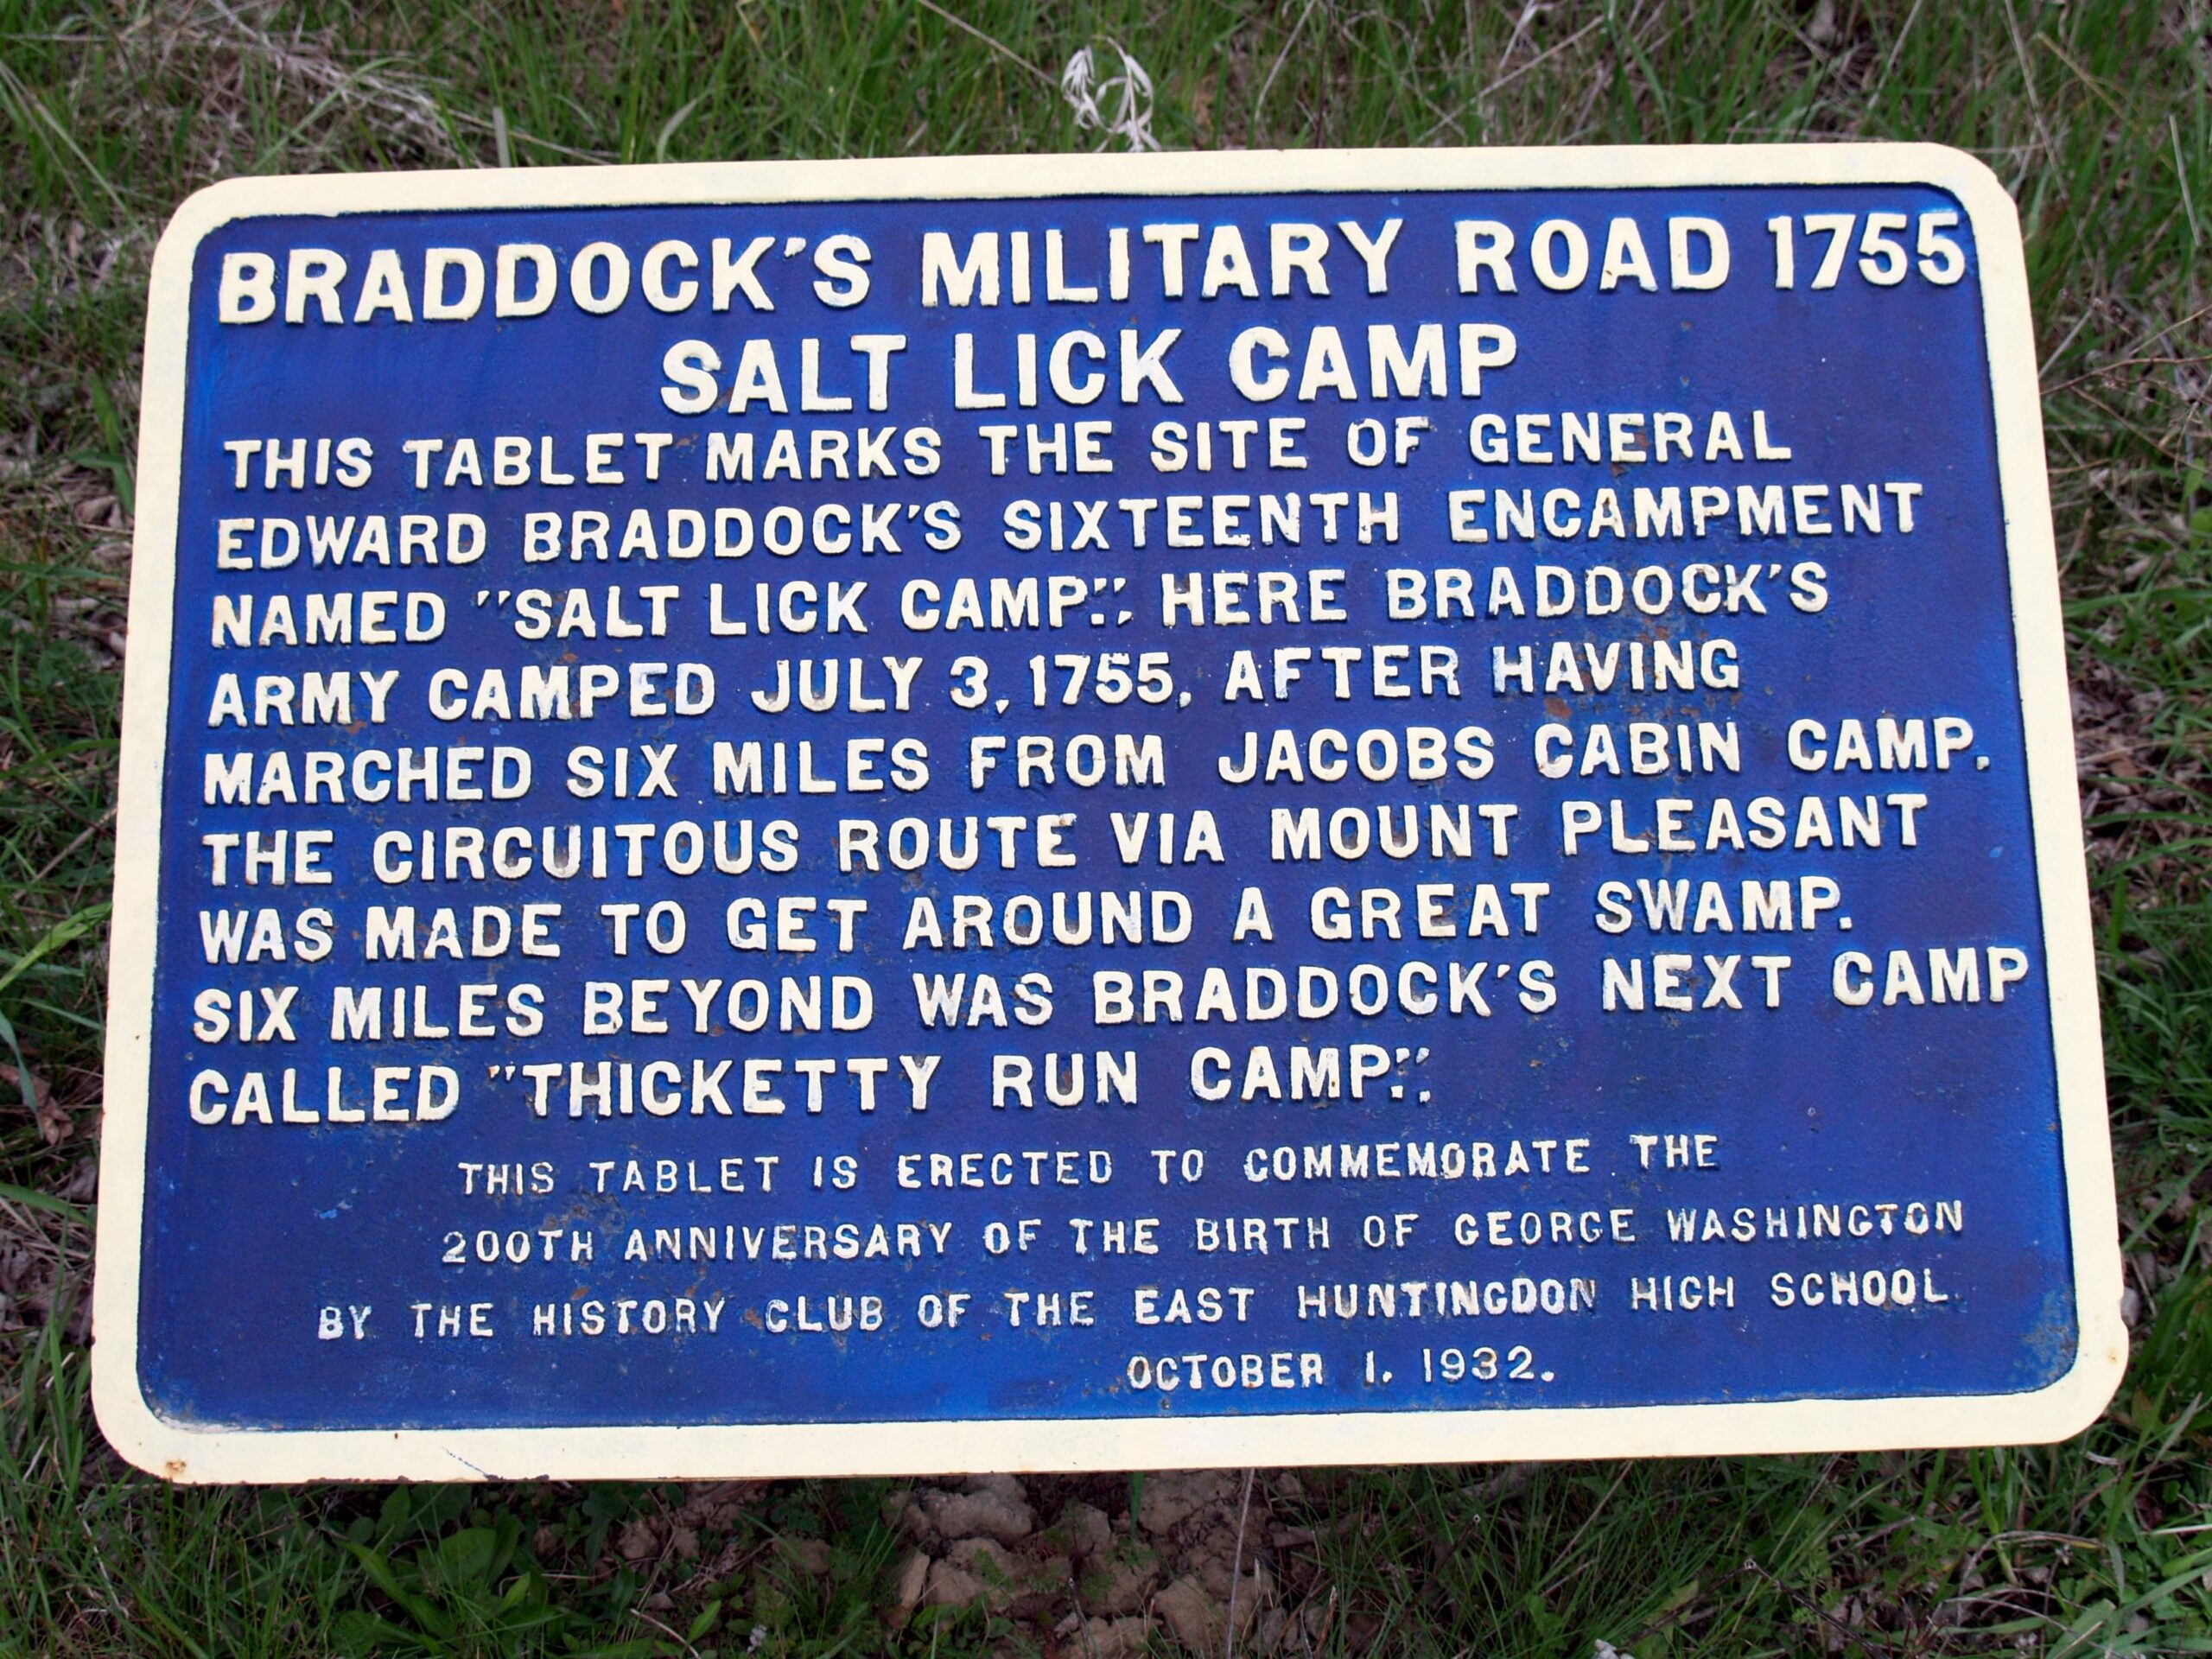 BRADDOCK'S MILITARY ROAD 1755
SALT LICK CAMP
THIS TABLET MARKS THE SITE OF GENERAL
EDWARD BRADDOCK'S SIXTEENTH ENCAMPMENT
NAMED "SALT LICK CAMP.", HERE BRADDOCK'S
ARMY CAMPED JULY 3, 1755, AFTER HAVING
MARCHED SIX MILES FROM JACOBS CABIN CAMP.
THE CIRCUITOUS ROUTE VIA MOUNT PLEASANT
WAS MADE TO GET AROUND A GREAT SWAMP.
SIX MILES BEYOND WAS BRADDOCK'S NEXT CAMP
CALLED "THICKETTY RUN CAMP.",
THIS TABLET IS ERECTED TO COMMEMORATE THE
200TH ANNIVERSARY OF THE BIRTH OF GEORGE WASHINGTON
BY THE HISTORY CLUB OF THE EAST HUNTINGDON HIGH SCHOOL.
OCTOBER 1. 1932.